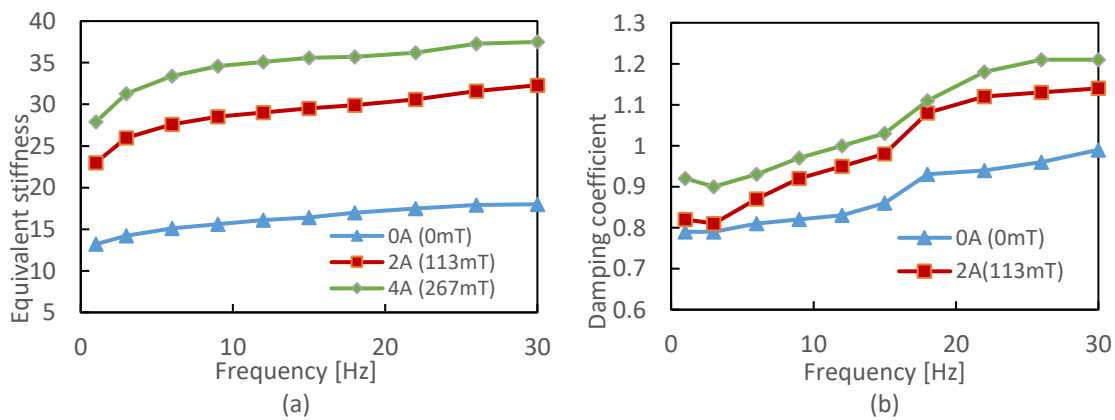 40
35
30
25
20
15
10
5
Equivalent stiffness
0A (0mT)
2A (113mT)
4A (267mT)
0
10
20
30
Frequency [Hz]
(a)
1.3
1.2
1.1
1
0.9
0.8
0.7
0.6
Damping coefficient
0A (0mT)
2A(113mT)
0
10
20
30
Frequency [Hz]
(b)